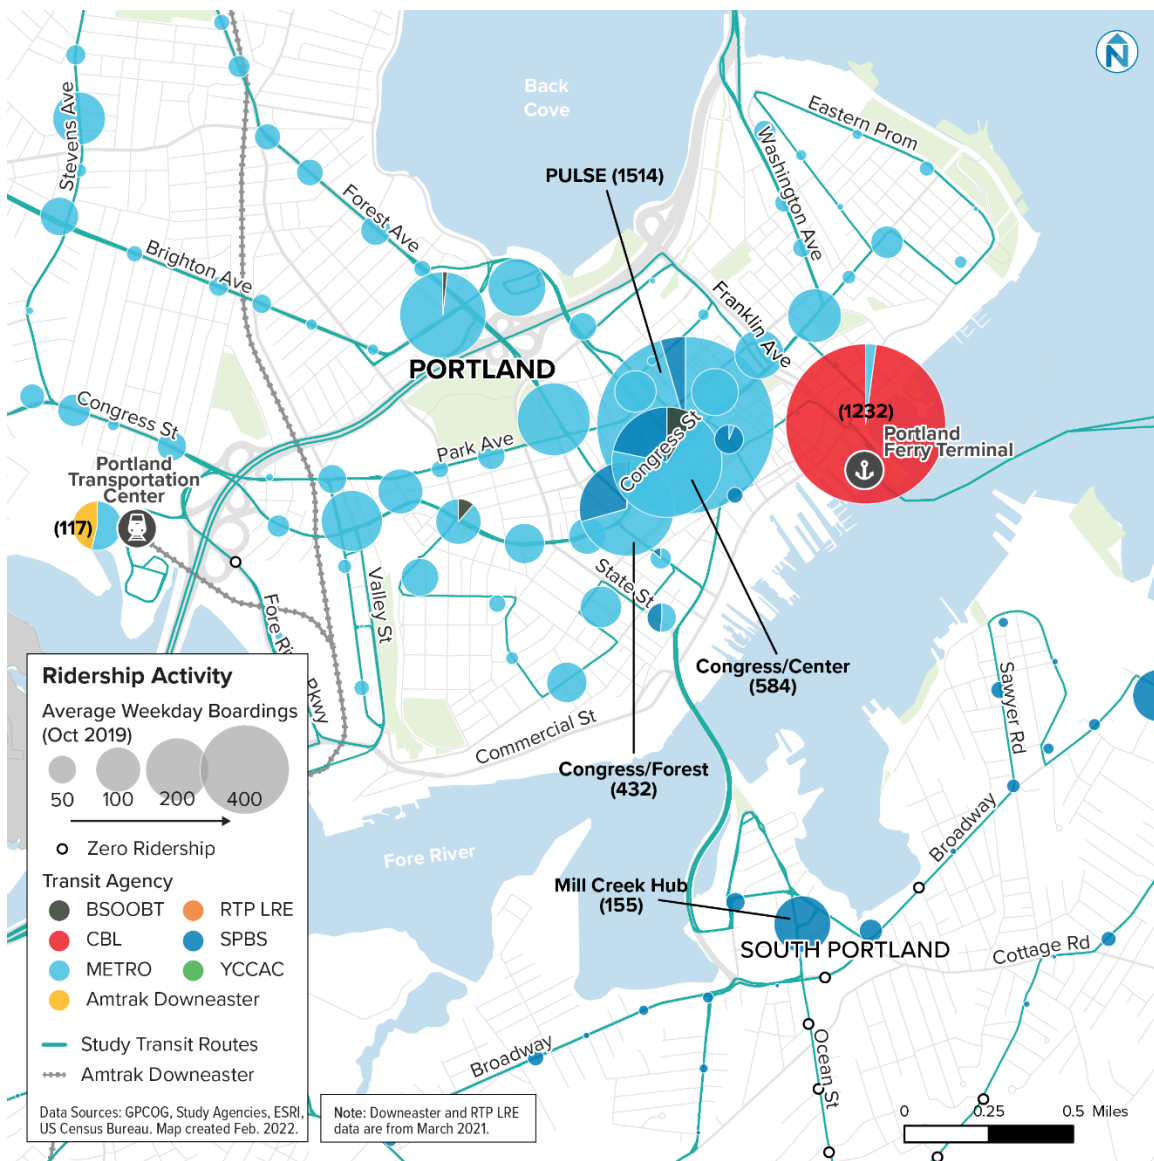 N
Back
Cove
Eastern Prom
Stevens Ave
Washington Ave
PULSE (1514)
Forest Ave
Brighton Ave
Franklin Ave
PORTLAND
Congress St
(1232)
Portland
Ferry Terminal
Congress St
Park Ave
Portland
Transportation
Center
(117)
State St
Valley St
Fore Ri
Pkwy
Congress/Center
(584)
Sawyer Rd
Commercial St
Congress/Forest
(432)
Broadway
Fore River
Mill Creek Hub
(155)
SOUTH PORTLAND
Cottage Rd
Ocean St
Broadway
Ridership Activity
Average Weekday Boardings
(Oct 2019)
50 100 200 400
Zero Ridership
Transit Agency
BSOOBT RTP LRE
CBL SPBS
METRO YCCAC
Amtrak Downeaster
Study Transit Routes
Amtrak Downeaster
Data Sources: GPCOG, Study Agencies, ESRI,
US Census Bureau. Map created Feb. 2022.
Note: Downeaster and RTP LRE
data are from March 2021.
0 0.25 0.5 Miles